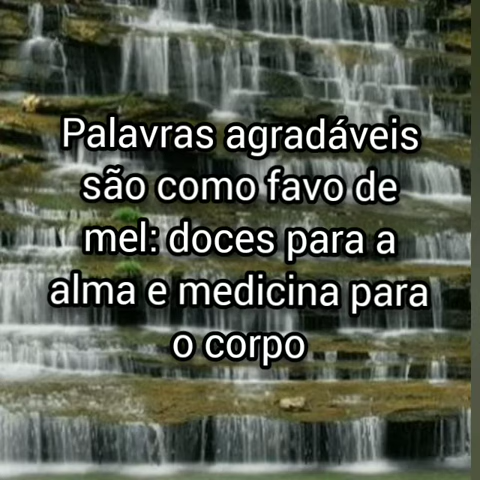 Palavras agradáveis
são como favo de
mel: doces para a
alma e medicina para
o corpo